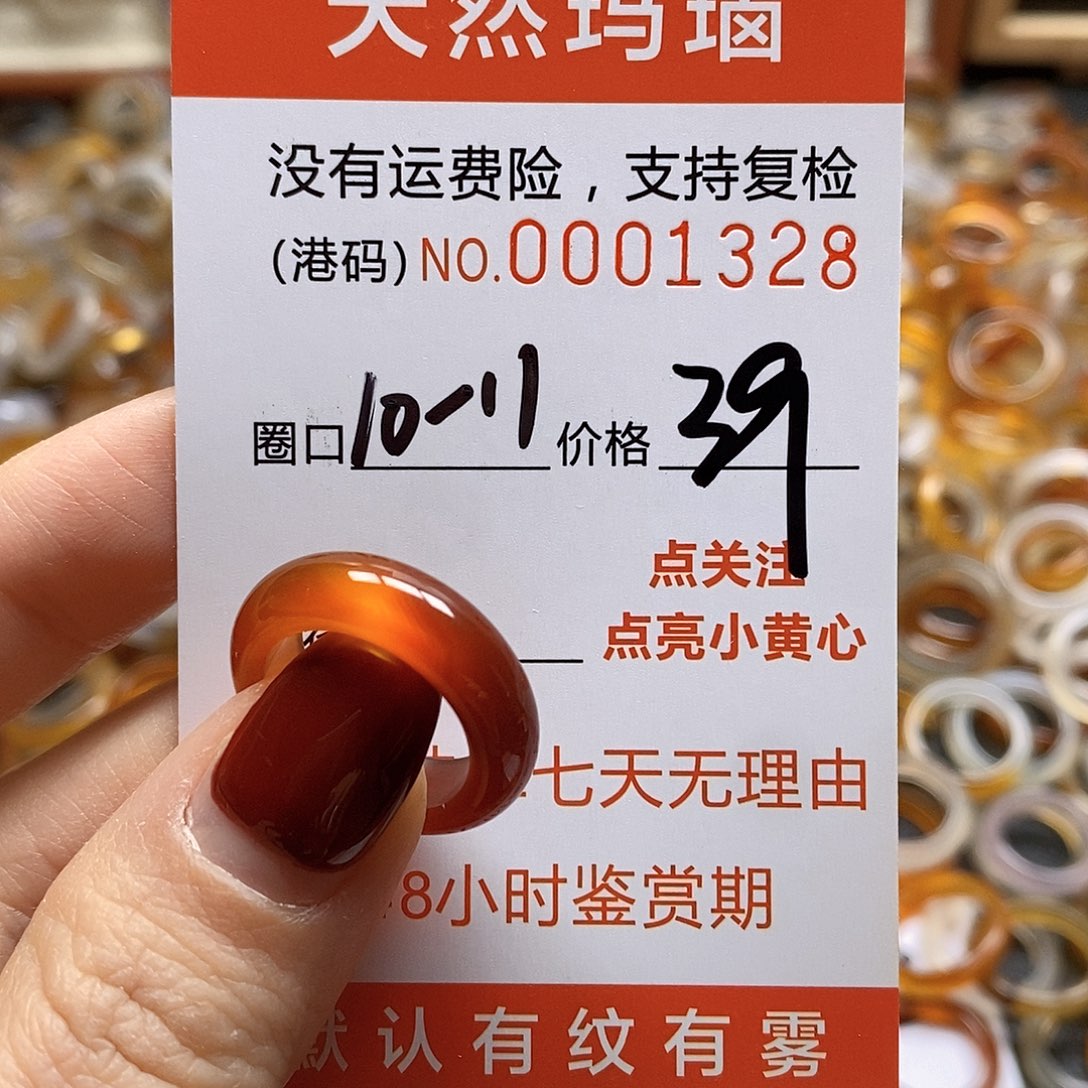 天然玛瑙
没有运费险，支持复检
(港码) NO.0001328
圈口10-11 价格39
点关注
点亮小黄心
七天无理由
8小时鉴赏期
默认有纹有雾